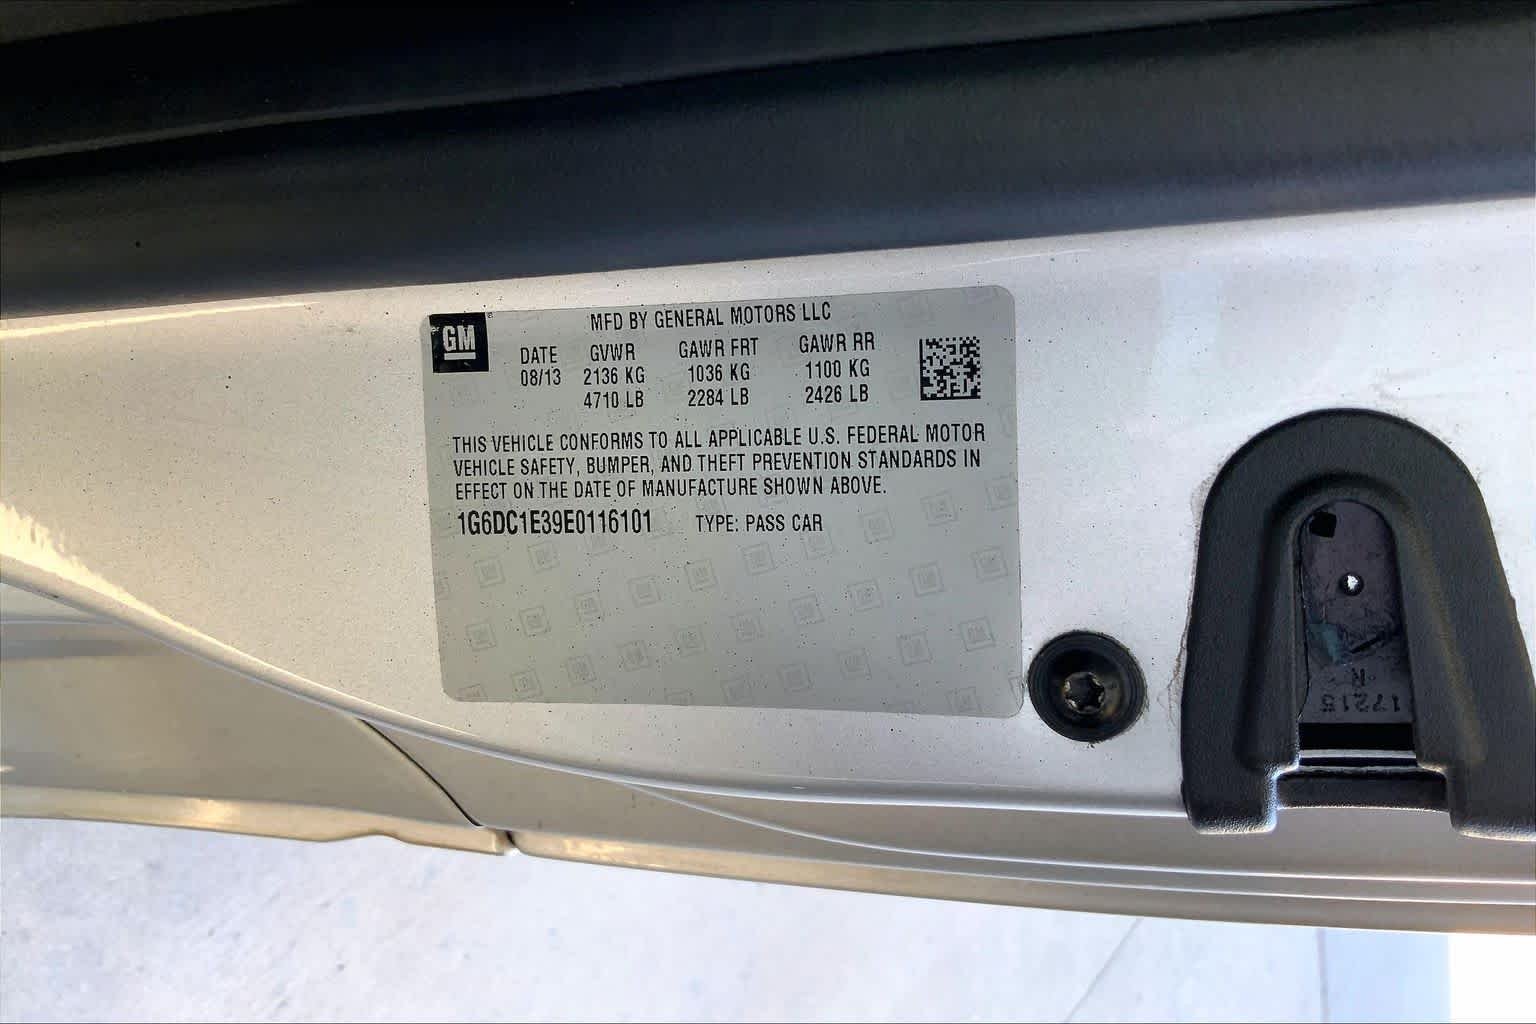 GM
MFD BY GENERAL MOTORS LLC
DATE GVWR GAWR FRT GAWR RR
08/13 2136 KG 1036 KG 1100 KG
4710 LB 2284 LB 2426 LB
THIS VEHICLE CONFORMS TO ALL APPLICABLE U.S. FEDERAL MOTOR
VEHICLE SAFETY, BUMPER, AND THEFT PREVENTION STANDARDS IN
EFFECT ON THE DATE OF MANUFACTURE SHOWN ABOVE.
1G6DC1E39E0116101 TYPE: PASS CAR
R
17215